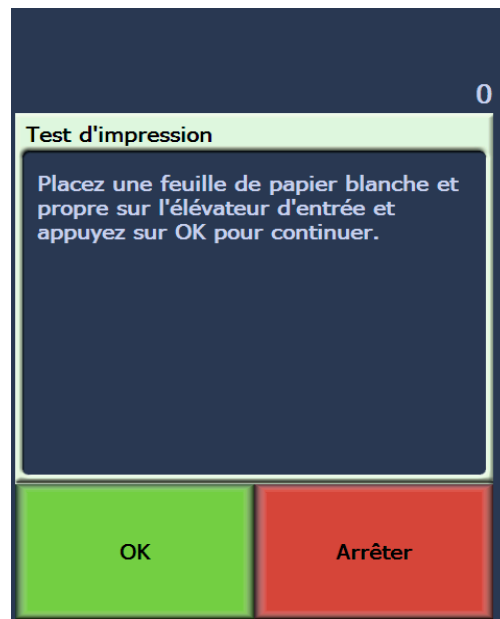 0
Test d'impression
Placez une feuille de papier blanche et
propre sur l'élévateur d'entrée et
appuyez sur OK pour continuer.
OK
Arrêter